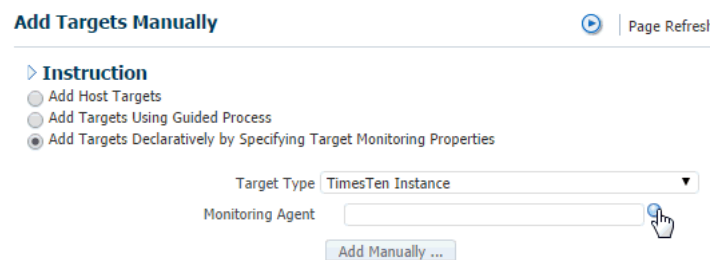 Add Targets Manually
Page Refresh
Instruction
Add Host Targets
Add Targets Using Guided Process
Add Targets Declaratively by Specifying Target Monitoring Properties
Target Type TimesTen Instance
Monitoring Agent
Add Manually ...